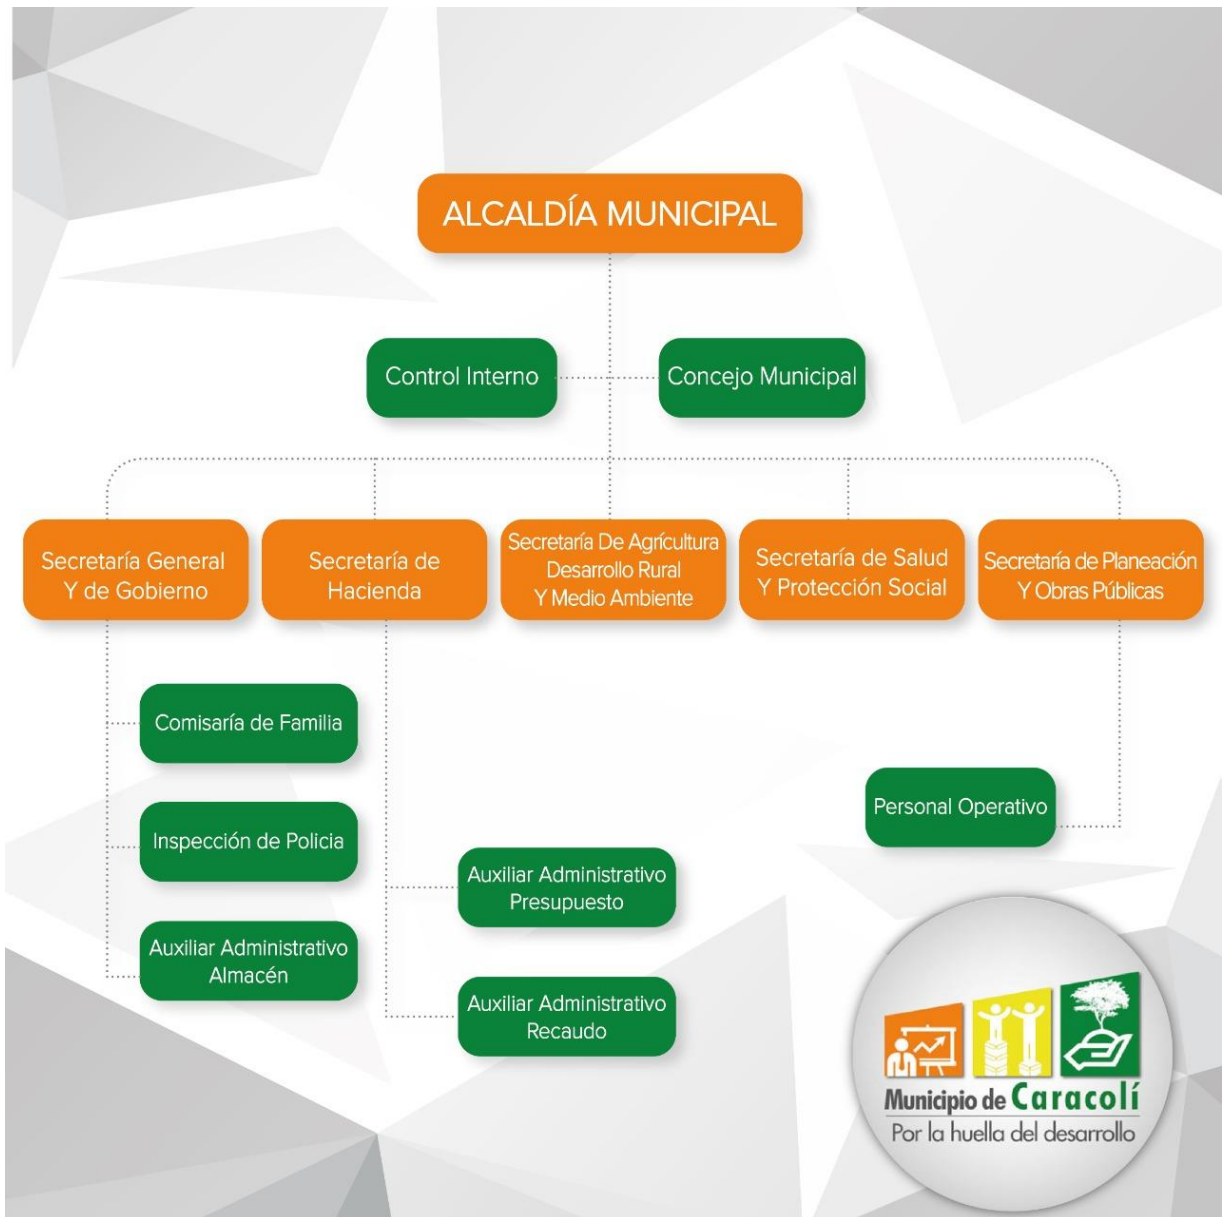 ALCALDÍA MUNICIPAL
Control Interno
Concejo Municipal
Secretaría General
Y de Gobierno
Secretaría de
Hacienda
Secretaría De Agrícultura
Desarrollo Rural
Y Medio Ambiente
Secretaría de Salud
Y Protección Social
Secretaría de Planeación
Y Obras Públicas
Comisaría de Familia
Inspección de Policia
Auxiliar Administrativo
Almacén
Auxiliar Administrativo
Presupuesto
Auxiliar Administrativo
Recaudo
Personal Operativo
Municipio de Caracolí
Por la huella del desarrollo